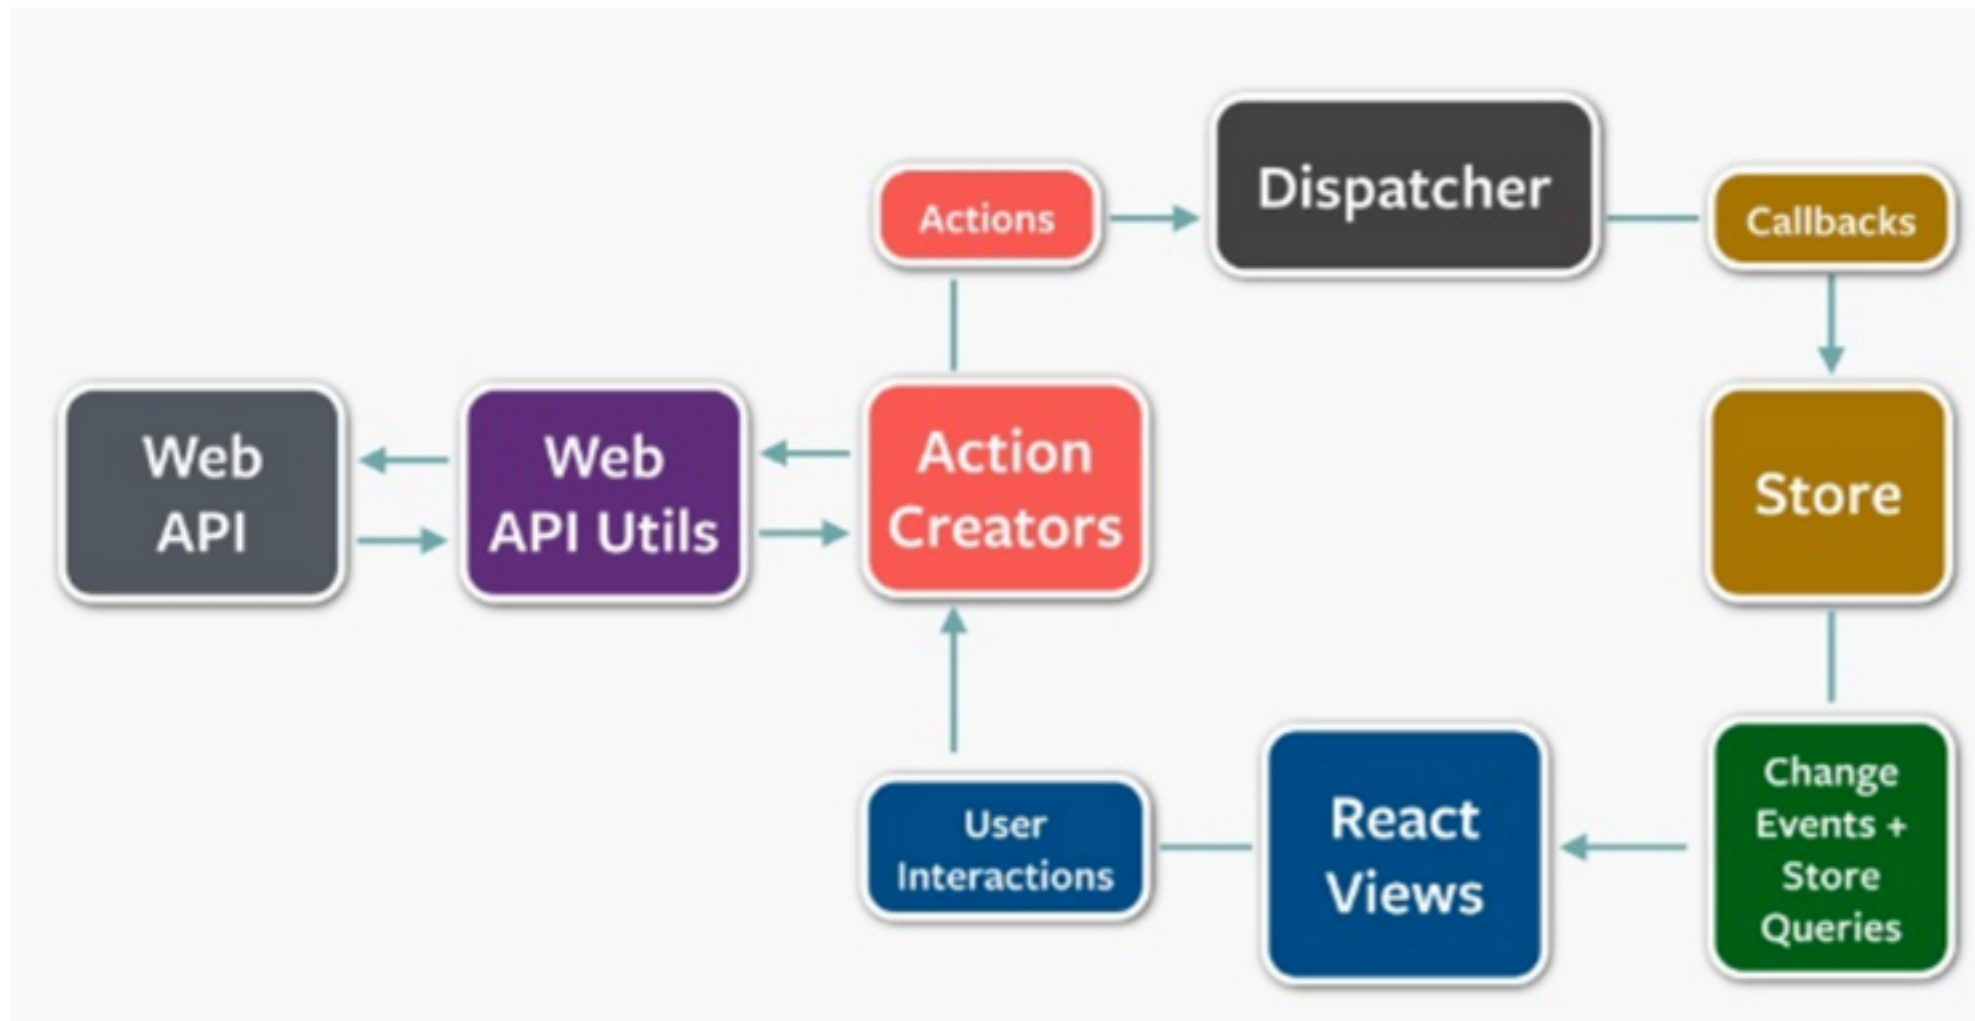 Dispatcher
Actions
Callbacks
Web
API
Web
API Utils
Action
Creators
Store
User
Interactions
React
Views
Change
Events +
Store
Queries